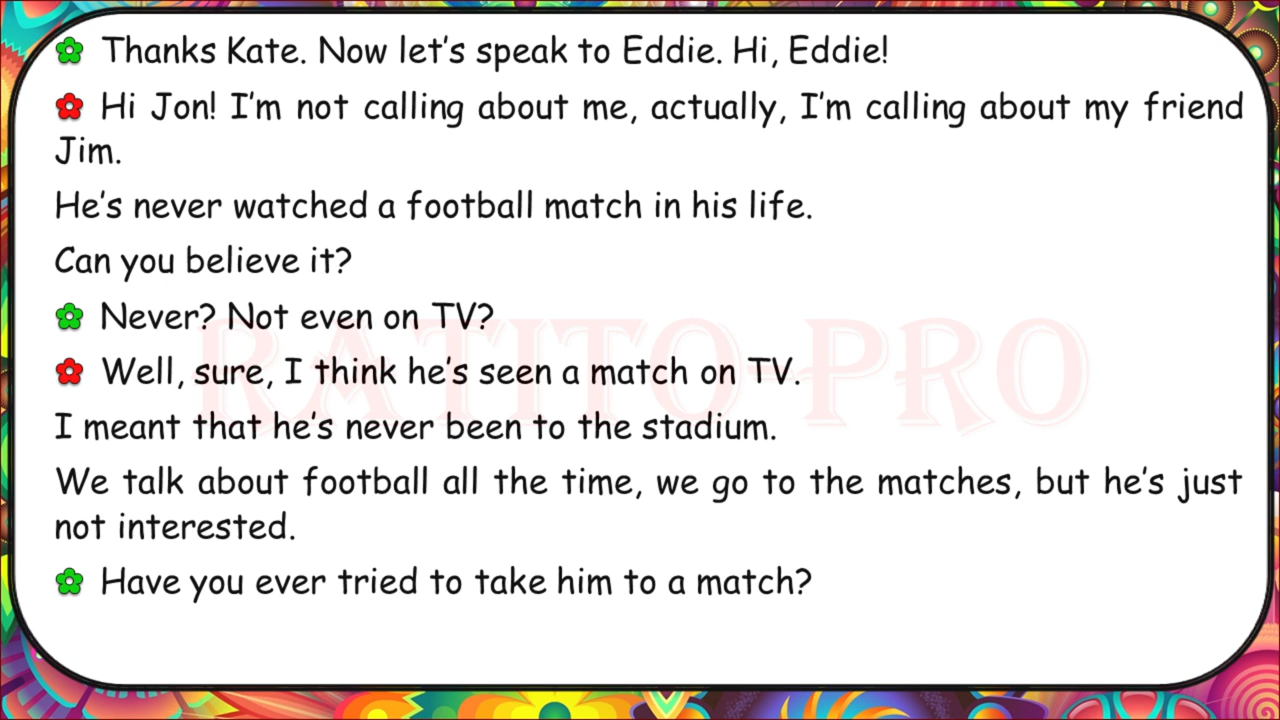 Thanks Kate. Now let's speak to Eddie. Hi, Eddie!
Hi Jon! I'm not calling about me, actually, I'm calling about my friend
Jim.
He's never watched a football match in his life.
Can you believe it?
Never? Not even on TV?
Well, sure, I think he's seen a match on TV.
I meant that he's never been to the stadium.
We talk about football all the time, we go to the matches, but he's just
not interested.
Have you ever tried to take him to a match?
RATITO PRO